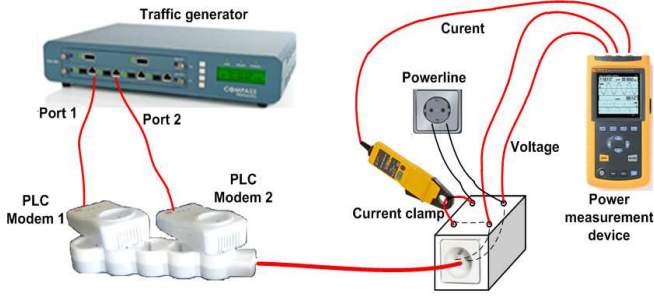 Traffic generator
Curent
Powerline
COMPASS
Port 1
Port 2
Voltage
PLC
Modem 1
PLC
Modem 2
Current clamp
Power
measurement
device